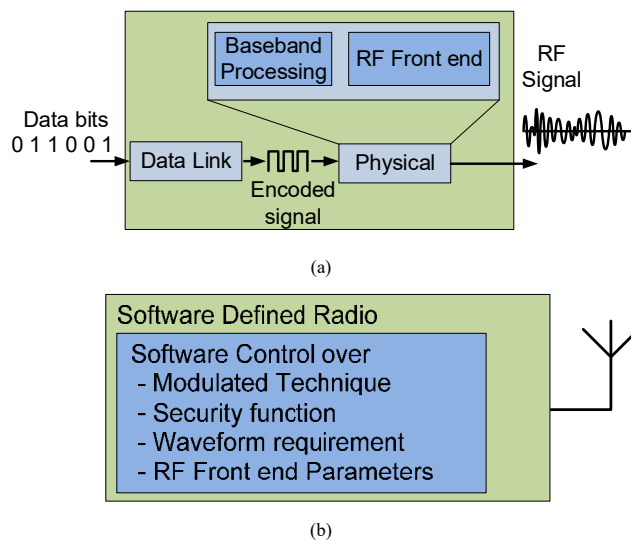 Baseband
Processing
RF Front end
RF
Signal
Data bits
0 1 1 0 0 1
Data Link
Encoded
signal
Physical
(a)
Software Defined Radio
Software Control over
- Modulated Technique
- Security function
- Waveform requirement
- RF Front end Parameters
(b)